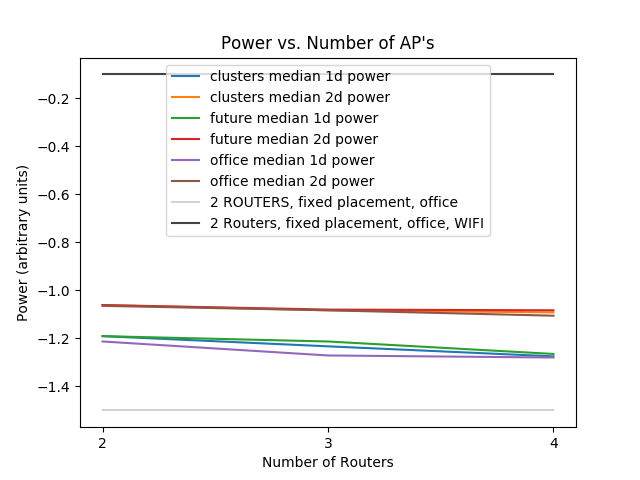 Power vs. Number of AP's
clusters median 1d power
clusters median 2d power
future median 1d power
future median 2d power
office median 1d power
office median 2d power
2 ROUTERS, fixed placement, office
2 Routers, fixed placement, office, WIFI
Power (arbitrary units)
−0.2
−0.4
−0.6
−0.8
−1.0
−1.2
−1.4
2 3 4
Number of Routers